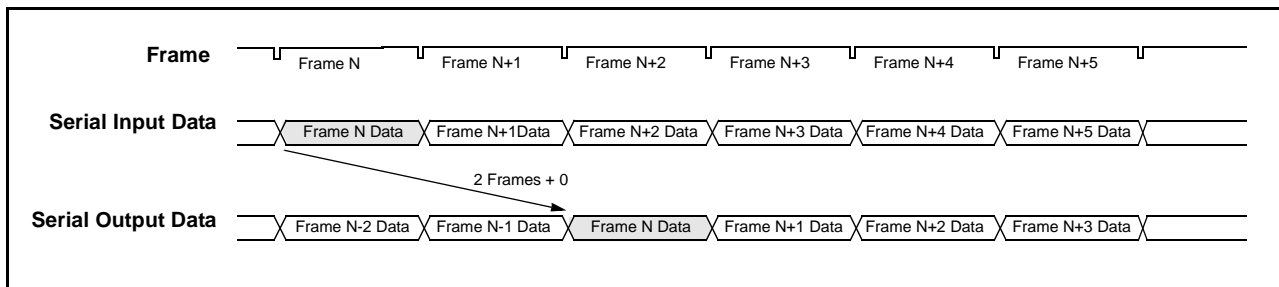 Frame
Frame N Frame N+1 Frame N+2 Frame N+3 Frame N+4 Frame N+5
Serial Input Data
Frame N Data Frame N+1Data Frame N+2 Data Frame N+3 Data Frame N+4 Data Frame N+5 Data
2 Frames + 0
Serial Output Data
Frame N-2 Data Frame N-1 Data Frame N Data Frame N+1 Data Frame N+2 Data Frame N+3 Data